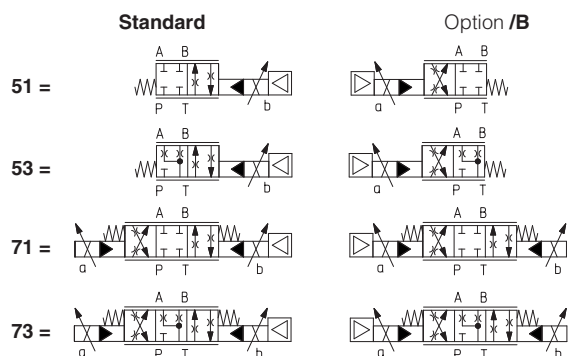 Standard Option /B
A B A B
51 =
P T b a P T
A B A B
53 =
P T b a P T
A B A B
71 =
a P T b a P T b
A B A B
73 =
a P T b a P T b